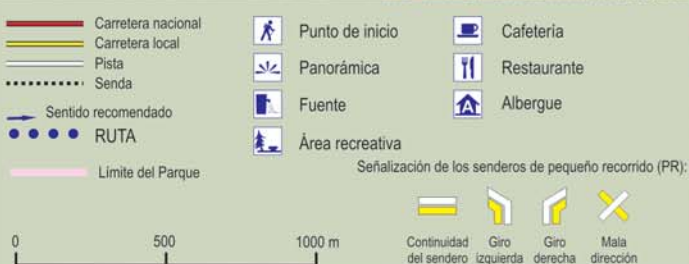 Carretera nacional
Carretera local
Pista
Senda
Sentido recomendado
RUTA
Límite del Parque
Punto de inicio
Panorámica
Fuente
Área recreativa
Cafetería
Restaurante
Albergue
Señalización de los senderos de pequeño recorrido (PR):
Continuidad
del sendero
Giro
izquierda
Giro
derecha
Mala
dirección
0 500 1000 m